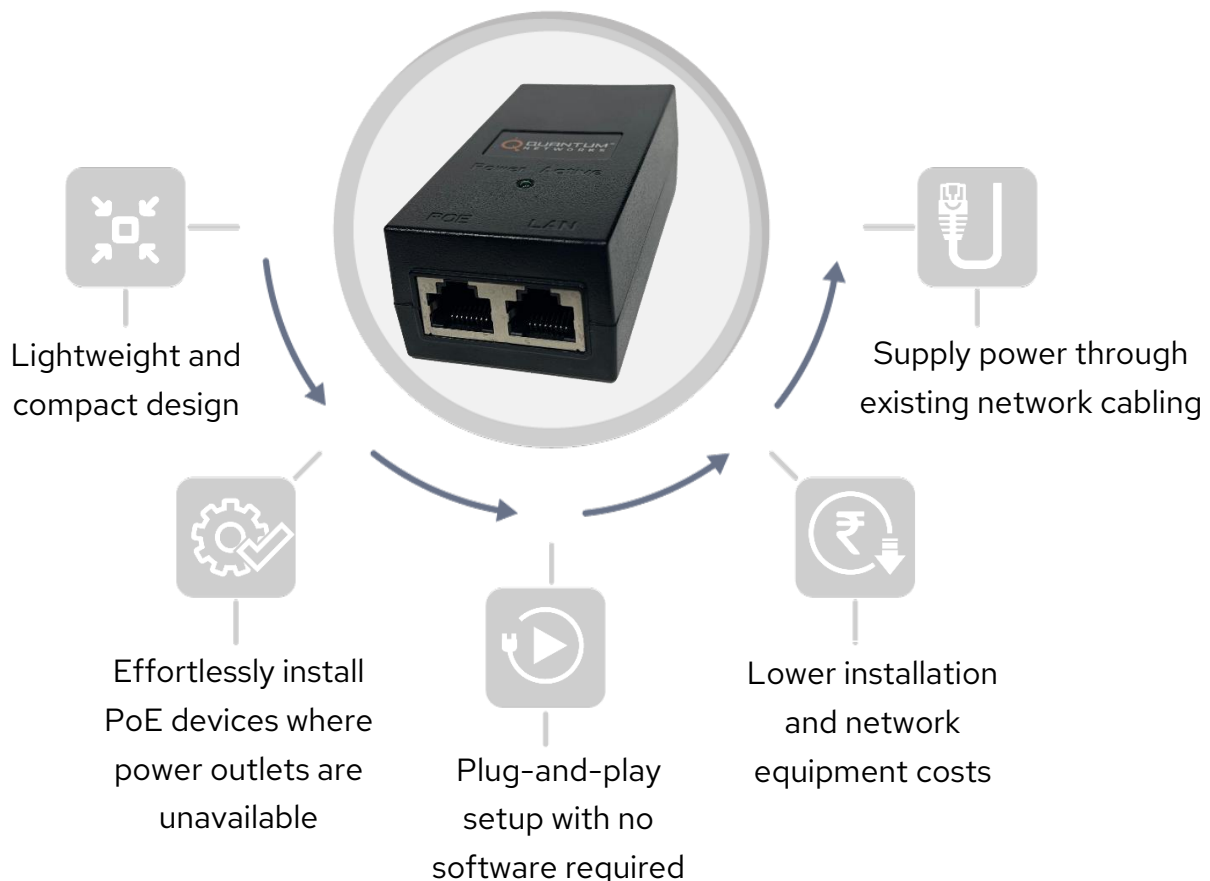 QUANTUM
NETWORKS
Power Active
POE LAN
Lightweight and
compact design
Effortlessly install
PoE devices where
power outlets are
unavailable
Plug-and-play
setup with no
software required
Lower installation
and network
equipment costs
Supply power through
existing network cabling
₹